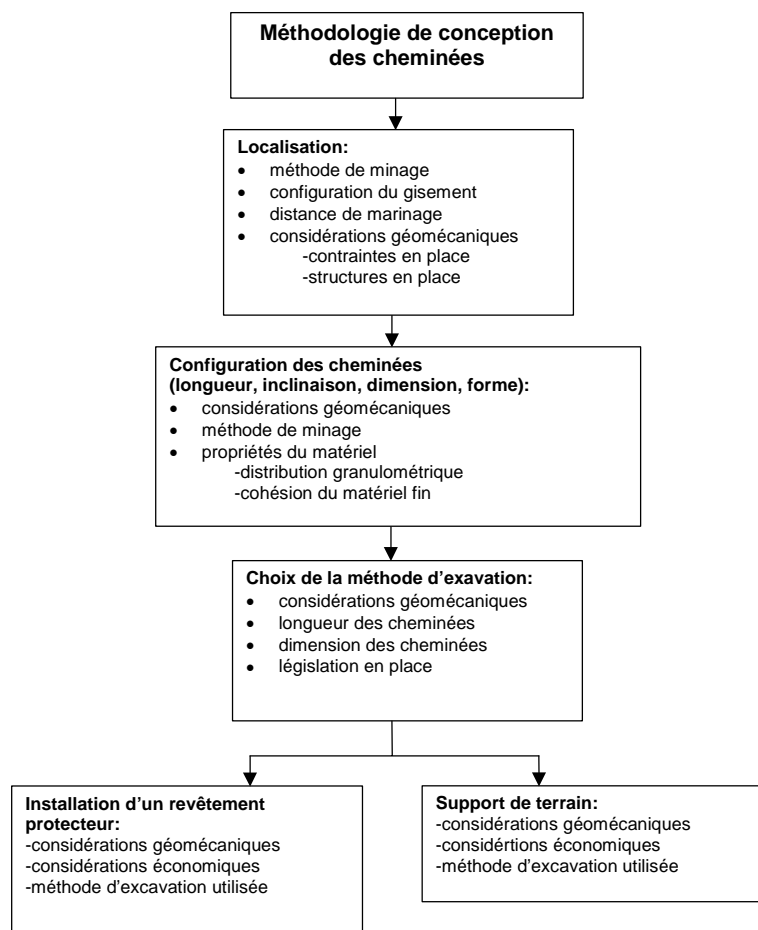 Méthodologie de conception
des cheminées
Localisation:
• méthode de minage
• configuration du gisement
• distance de marinage
• considérations géomécaniques
-contraintes en place
-structures en place
Configuration des cheminées
(longueur, inclinaison, dimension, forme):
• considérations géomécaniques
• méthode de minage
• propriétés du matériel
-distribution granulométrique
-cohésion du matériel fin
Choix de la méthode d'exavation:
• considérations géomécaniques
• longueur des cheminées
• dimension des cheminées
• législation en place
Installation d'un revêtement
protecteur:
-considérations géomécaniques
-considérations économiques
-méthode d'excavation utilisée
Support de terrain:
-considérations géomécaniques
-considértions économiques
-méthode d'excavation utilisée